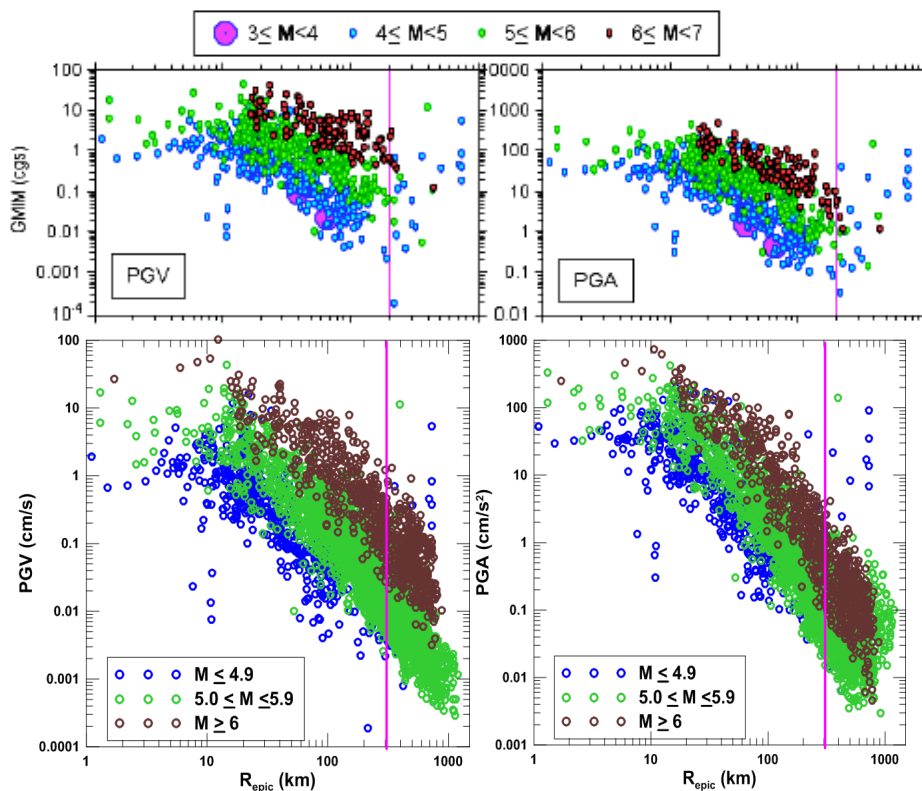 3≤ M<4 4≤ M<5 5≤ M<6 6≤ M<7
100
10
1
0.1
0.01
0.001
10⁻⁴
GMIM (cgs)
PGV
10000
1000
100
10
1
0.1
0.01
PGA
100
10
1
0.1
0.01
0.001
0.0001
PGV (cm/s)
M ≤ 4.9
5.0 ≤ M ≤5.9
M ≥ 6
1 10 100 1000
R epic (km)
1000
100
10
1
0.1
0.01
0.001
PGA (cm/s²)
M ≤ 4.9
5.0 ≤ M ≤5.9
M ≥ 6
1 10 100 1000
R epic (km)